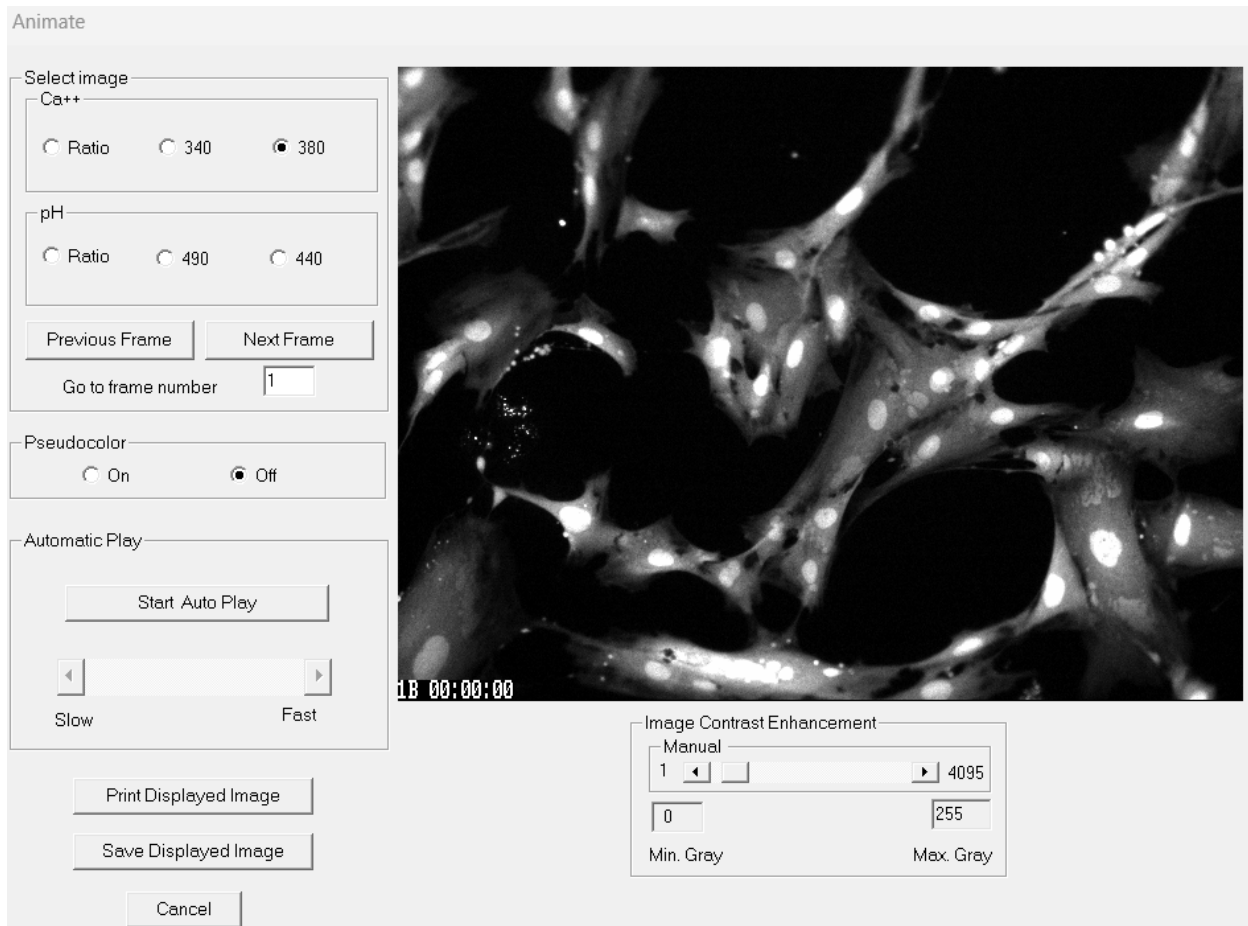 Animate
Select image
Ca++
Ratio 340 380
pH
Ratio 490 440
Previous Frame Next Frame
Go to frame number 1
Pseudocolor
On Off
Automatic Play
Start Auto Play
Slow Fast
Print Displayed Image
Save Displayed Image
Cancel
1B 00:00:00
Image Contrast Enhancement
Manual
1 4095
0 255
Min. Gray Max. Gray